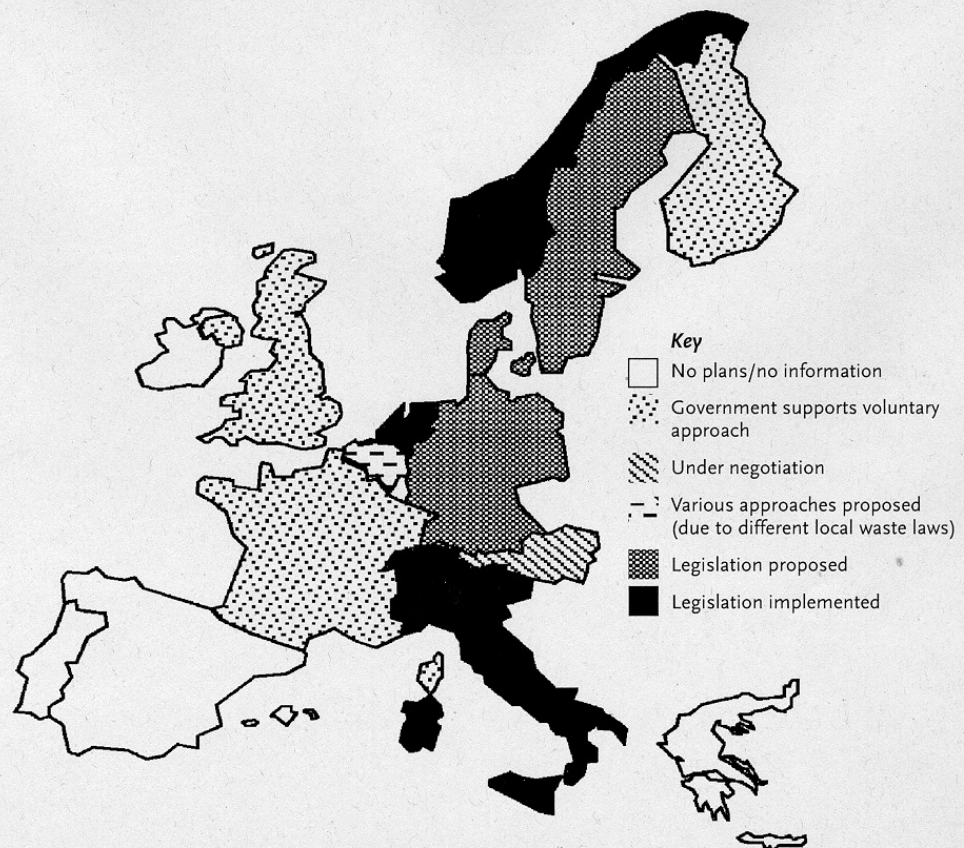 Key
No plans/no information
Government supports voluntary
approach
Under negotiation
Various approaches proposed
(due to different local waste laws)
Legislation proposed
Legislation implemented